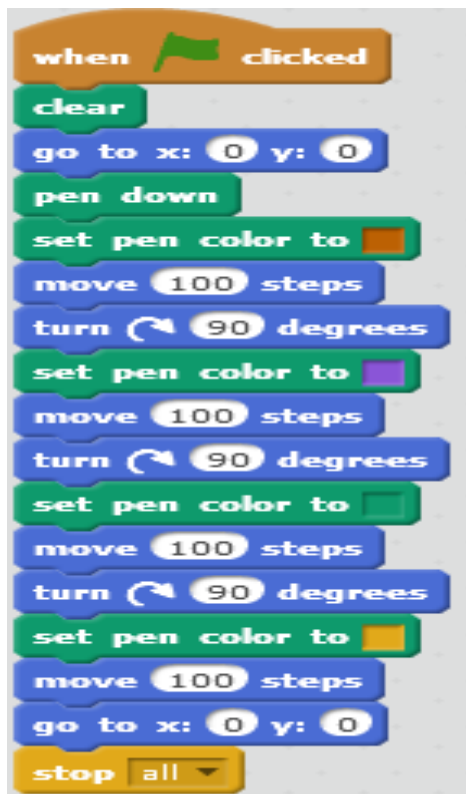 when clicked
clear
go to x: 0 y: 0
pen down
set pen color to
move 100 steps
turn 90 degrees
set pen color to
move 100 steps
turn 90 degrees
set pen color to
move 100 steps
turn 90 degrees
set pen color to
move 100 steps
go to x: 0 y: 0
stop all